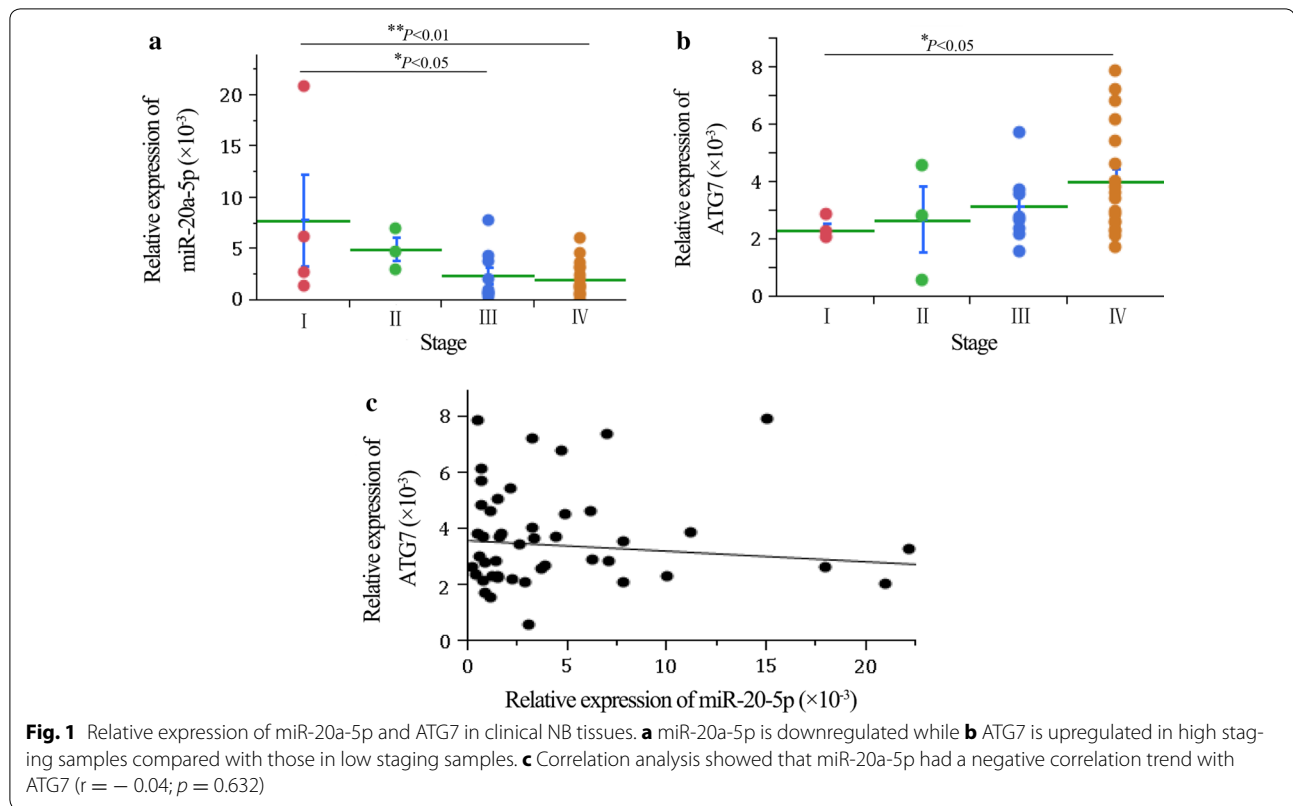 a
**P<0.01
*P<0.05
Relative expression of
miR-20a-5p (×10⁻³)
20
15
10
5
0
I
II
III
IV
Stage
b
*P<0.05
Relative expression of
ATG7 (×10⁻³)
8
6
4
2
0
I
II
III
IV
Stage
c
Relative expression of
ATG7 (×10⁻³)
8
6
4
2
0
0
5
10
15
20
Relative expression of miR-20-5p (×10⁻³)
Fig. 1 Relative expression of miR-20a-5p and ATG7 in clinical NB tissues. a miR-20a-5p is downregulated while b ATG7 is upregulated in high stag-
ing samples compared with those in low staging samples. c Correlation analysis showed that miR-20a-5p had a negative correlation trend with
ATG7 (r = − 0.04; p = 0.632)